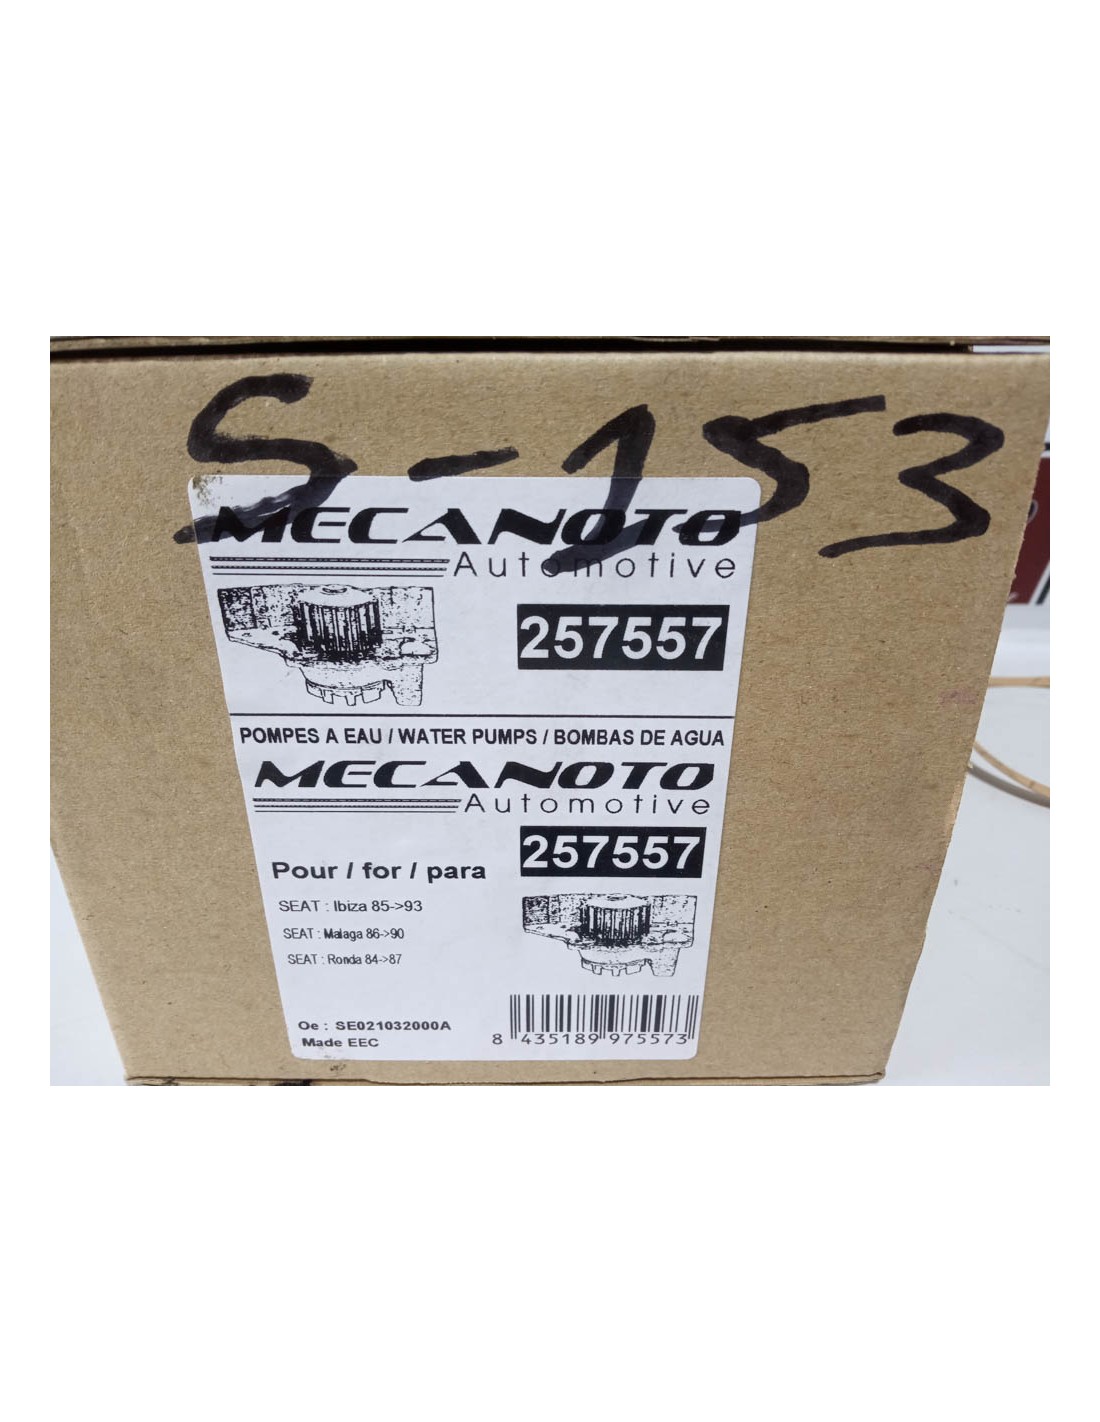 S-153
MECANOTO
Automotive
257557
POMPES A EAU / WATER PUMPS / BOMBAS DE AGUA
MECANOTO
Automotive
257557
Pour / for / para
SEAT : Ibiza 85->93
SEAT : Malaga 86->90
SEAT : Ronda 84->87
Oe : SE021032000A
Made EEC
8 435189 975573